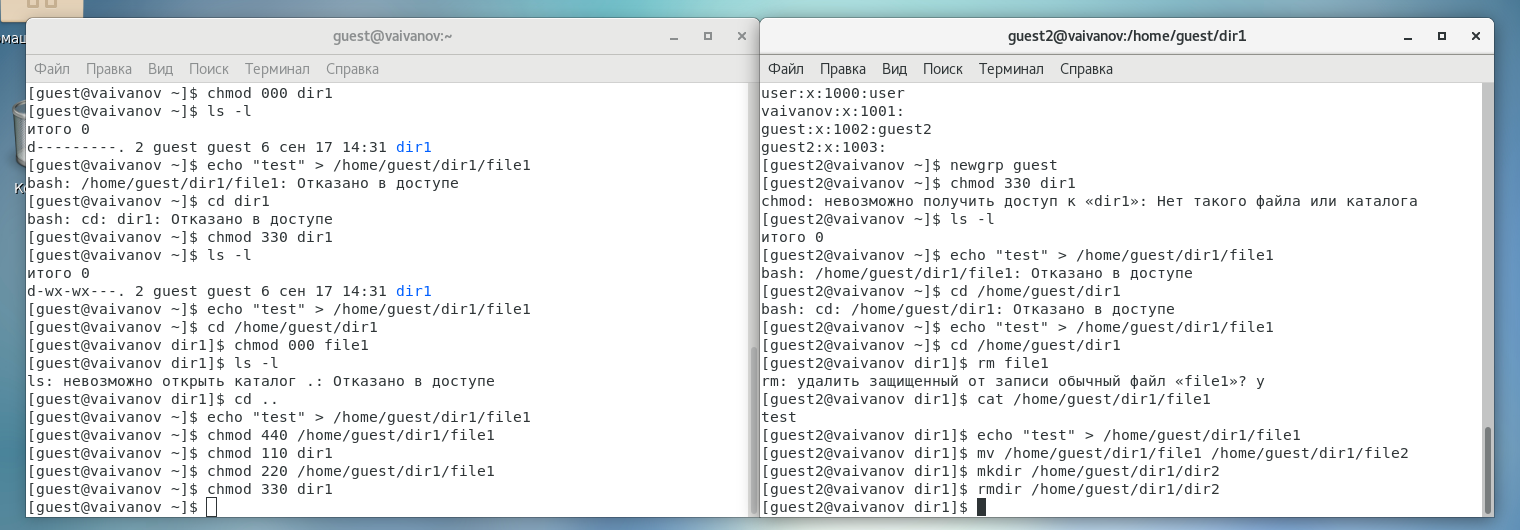 маш
Ко
guest@vaivanov:~
Файл Правка Вид Поиск Терминал Справка
[guest@vaivanov ~]$ chmod 000 dir1
[guest@vaivanov ~]$ ls -l
итого 0
d---------. 2 guest guest 6 сен 17 14:31 dir1
[guest@vaivanov ~]$ echo "test" > /home/guest/dir1/file1
bash: /home/guest/dir1/file1: Отказано в доступе
[guest@vaivanov ~]$ cd dir1
bash: cd: dir1: Отказано в доступе
[guest@vaivanov ~]$ chmod 330 dir1
[guest@vaivanov ~]$ ls -l
итого 0
d-wx-wx---. 2 guest guest 6 сен 17 14:31 dir1
[guest@vaivanov ~]$ echo "test" > /home/guest/dir1/file1
[guest@vaivanov ~]$ cd /home/guest/dir1
[guest@vaivanov dir1]$ chmod 000 file1
[guest@vaivanov dir1]$ ls -l
ls: невозможно открыть каталог .: Отказано в доступе
[guest@vaivanov dir1]$ cd ..
[guest@vaivanov ~]$ echo "test" > /home/guest/dir1/file1
[guest@vaivanov ~]$ chmod 440 /home/guest/dir1/file1
[guest@vaivanov ~]$ chmod 110 dir1
[guest@vaivanov ~]$ chmod 220 /home/guest/dir1/file1
[guest@vaivanov ~]$ chmod 330 dir1
[guest@vaivanov ~]$
guest2@vaivanov:/home/guest/dir1
Файл Правка Вид Поиск Терминал Справка
user:x:1000:user
vaivanov:x:1001:
guest:x:1002:guest2
guest2:x:1003:
[guest2@vaivanov ~]$ newgrp guest
[guest2@vaivanov ~]$ chmod 330 dir1
chmod: невозможно получить доступ к «dir1»: Нет такого файла или каталога
[guest2@vaivanov ~]$ ls -l
итого 0
[guest2@vaivanov ~]$ echo "test" > /home/guest/dir1/file1
bash: /home/guest/dir1/file1: Отказано в доступе
[guest2@vaivanov ~]$ cd /home/guest/dir1
bash: cd: /home/guest/dir1: Отказано в доступе
[guest2@vaivanov ~]$ echo "test" > /home/guest/dir1/file1
[guest2@vaivanov ~]$ cd /home/guest/dir1
[guest2@vaivanov dir1]$ rm file1
rm: удалить защищенный от записи обычный файл «file1»? y
[guest2@vaivanov dir1]$ cat /home/guest/dir1/file1
test
[guest2@vaivanov dir1]$ echo "test" > /home/guest/dir1/file1
[guest2@vaivanov dir1]$ mv /home/guest/dir1/file1 /home/guest/dir1/file2
[guest2@vaivanov dir1]$ mkdir /home/guest/dir1/dir2
[guest2@vaivanov dir1]$ rmdir /home/guest/dir1/dir2
[guest2@vaivanov dir1]$